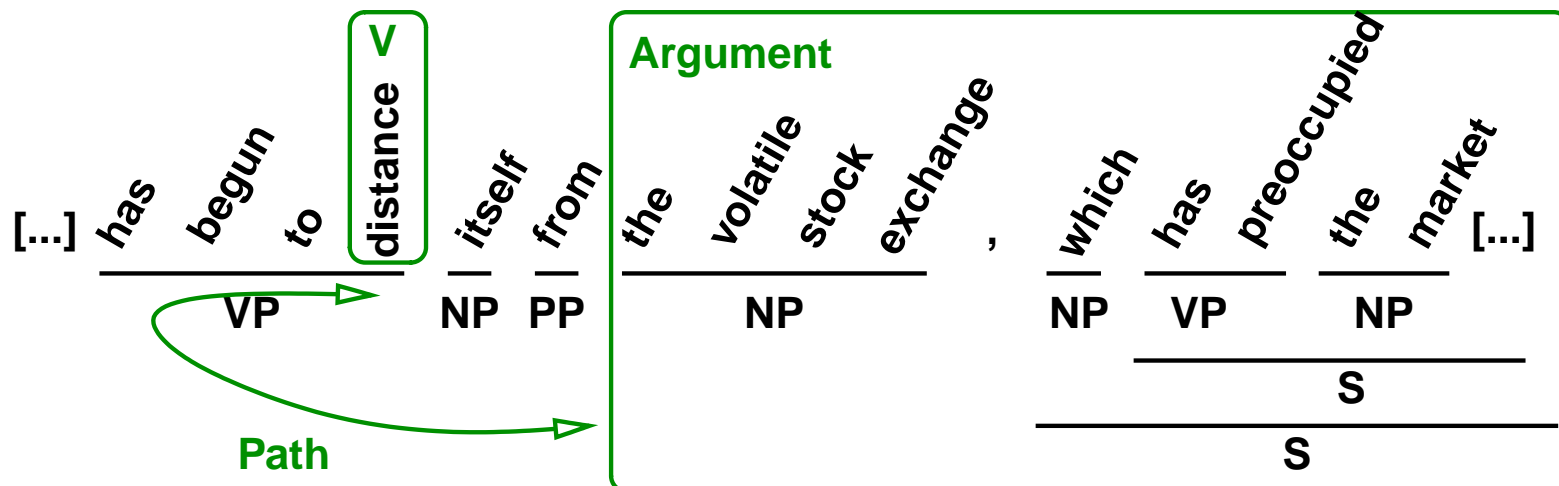 V
Argument
[...] has begun to distance itself from the volatile stock exchange , which has preoccupied the market [...]
VP NP PP NP NP VP NP
S
S
Path